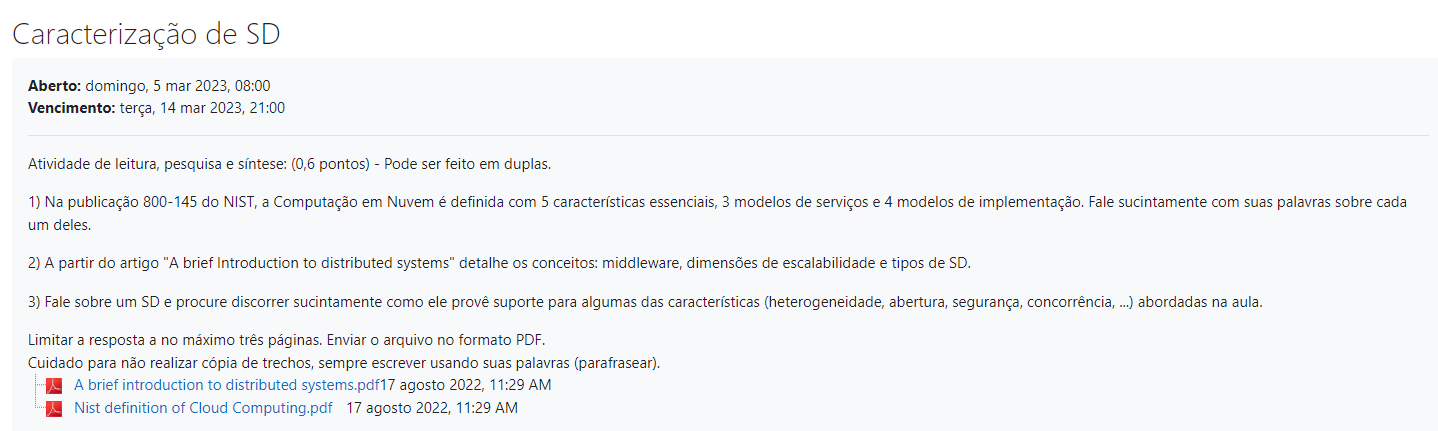 Caracterização de SD
Aberto: domingo, 5 mar 2023, 08:00
Vencimento: terça, 14 mar 2023, 21:00
Atividade de leitura, pesquisa e síntese: (0,6 pontos) - Pode ser feito em duplas.
1) Na publicação 800-145 do NIST, a Computação em Nuvem é definida com 5 características essenciais, 3 modelos de serviços e 4 modelos de implementação. Fale sucintamente com suas palavras sobre cada
um deles.
2) A partir do artigo "A brief Introduction to distributed systems" detalhe os conceitos: middleware, dimensões de escalabilidade e tipos de SD.
3) Fale sobre um SD e procure discorrer sucintamente como ele provê suporte para algumas das características (heterogeneidade, abertura, segurança, concorrência, ...) abordadas na aula.
Limitar a resposta a no máximo três páginas. Enviar o arquivo no formato PDF.
Cuidado para não realizar cópia de trechos, sempre escrever usando suas palavras (parafrasear).
A brief introduction to distributed systems.pdf17 agosto 2022, 11:29 AM
Nist definition of Cloud Computing.pdf 17 agosto 2022, 11:29 AM